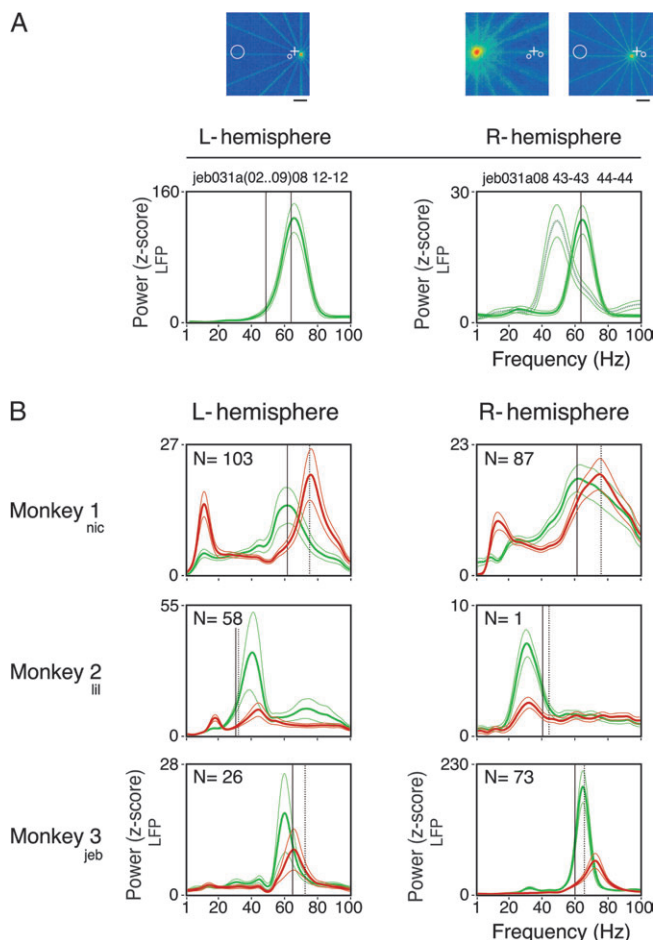 A
L- hemisphere R- hemisphere
jeb031a(02..09)08 12-12 jeb031a08 43-43 44-44
160 30
Power (z-score) LFP Power (z-score) LFP
0 0
1 20 40 60 80 100 1 20 40 60 80 100
Frequency (Hz)
B L- hemisphere R- hemisphere
27 23
N= 103 N= 87
Monkey 1 nic
0 0
55 10
N= 58 N= 1
Monkey 2 lil
0 0
28 230
N= 26 N= 73
Power (z-score) LFP Power (z-score) LFP
Monkey 3 jeb
0 0
1 20 40 60 80 100 1 20 40 60 80 100
Frequency (Hz)